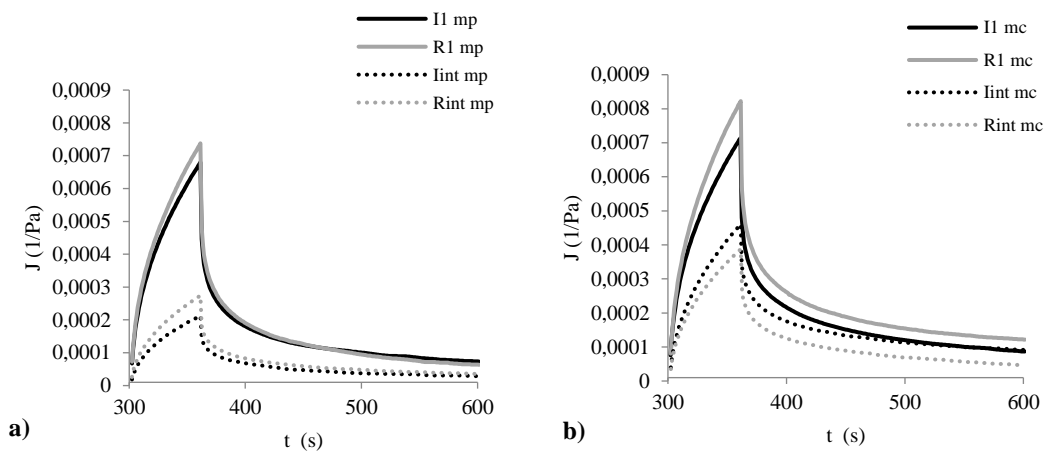 I1 mp
R1 mp
Iint mp
Rint mp
0,0009
0,0008
0,0007
0,0006
0,0005
0,0004
0,0003
0,0002
0,0001
0
J (1/Pa)
300
400
500
600
t (s)
a)
I1 mc
R1 mc
Iint mc
Rint mc
0,0009
0,0008
0,0007
0,0006
0,0005
0,0004
0,0003
0,0002
0,0001
0
J (1/Pa)
300
400
500
600
t (s)
b)